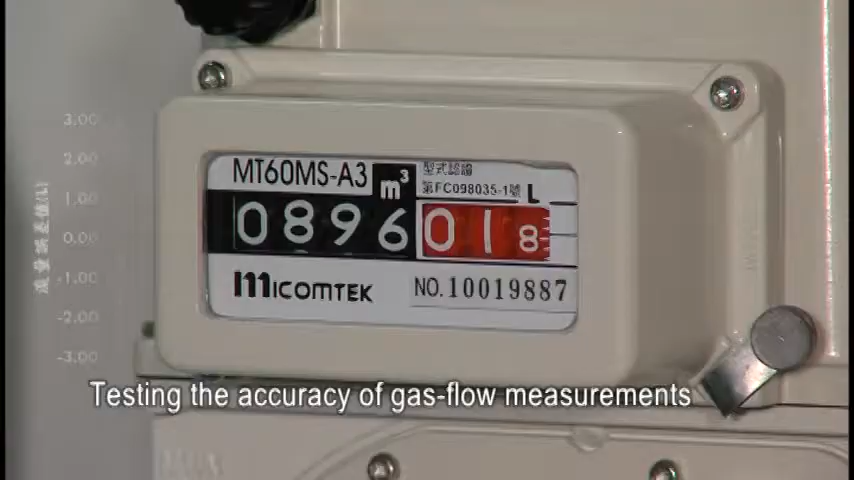 3.00
2.00
1.00
0.00
-1.00
-2.00
-3.00
MT60MS-A3
m³
型式認證
第FC098035-1號
L
0896018
mICOMTEK
NO.10019887
Testing the accuracy of gas-flow measurements